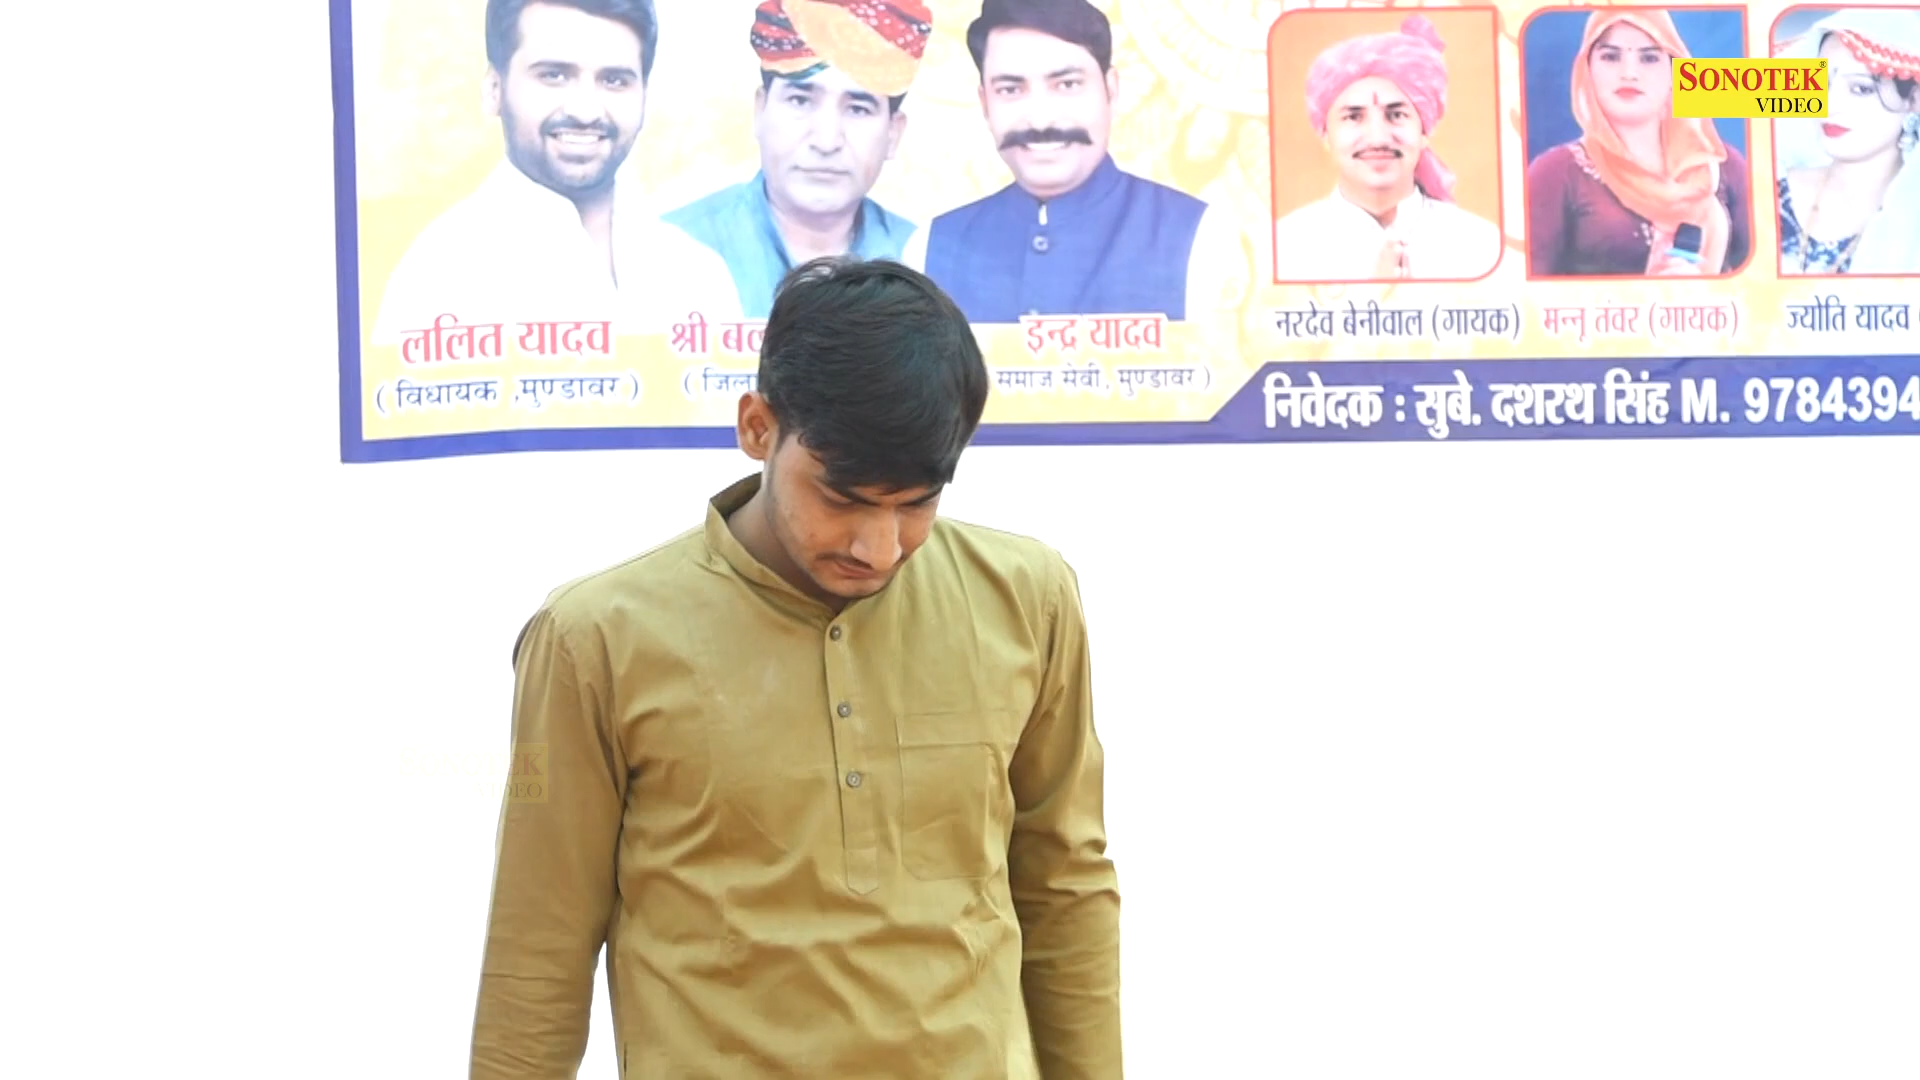 SONOTEK
VIDEO
ललित यादव
(विधायक ,मुण्डावर)
श्री
(जिला
इन्द्र यादव
समाज सेवी, मुण्डावर)
नरदेव बेनीवाल (गायक)
मन्नू तंवर (गायक)
ज्योति यादव
निवेदक : सुबे. दशरथ सिंह M. 9784394
VIDEO